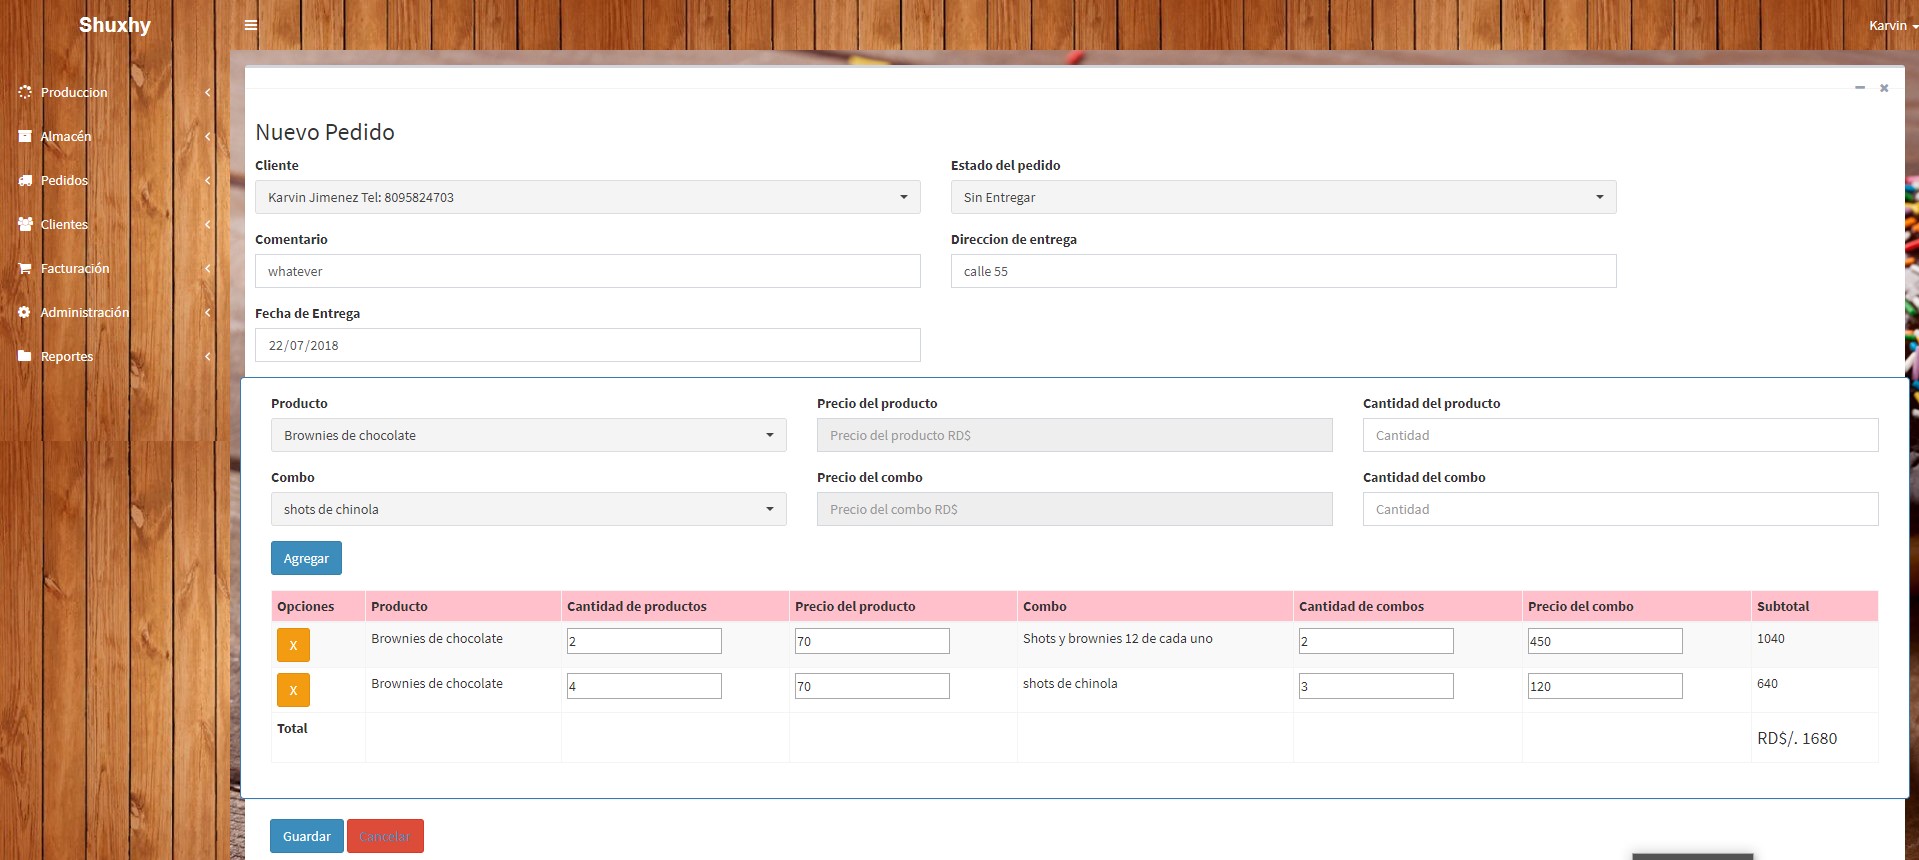 Shuxhy
Karvin
Produccion
Almacén
Pedidos
Clientes
Facturación
Administración
Reportes
Nuevo Pedido
Cliente Estado del pedido
Karvin Jimenez Tel: 8095824703 Sin Entregar
Comentario Direccion de entrega
whatever calle 55
Fecha de Entrega
22/07/2018
Producto Precio del producto Cantidad del producto
Brownies de chocolate Precio del producto RD$ Cantidad
Combo Precio del combo Cantidad del combo
shots de chinola Precio del combo RD$ Cantidad
Agregar
Opciones Producto Cantidad de productos Precio del producto Combo Cantidad de combos Precio del combo Subtotal
X Brownies de chocolate 2 70 Shots y brownies 12 de cada uno 2 450 1040
X Brownies de chocolate 4 70 shots de chinola 3 120 640
Total RD$/. 1680
Guardar Cancelar